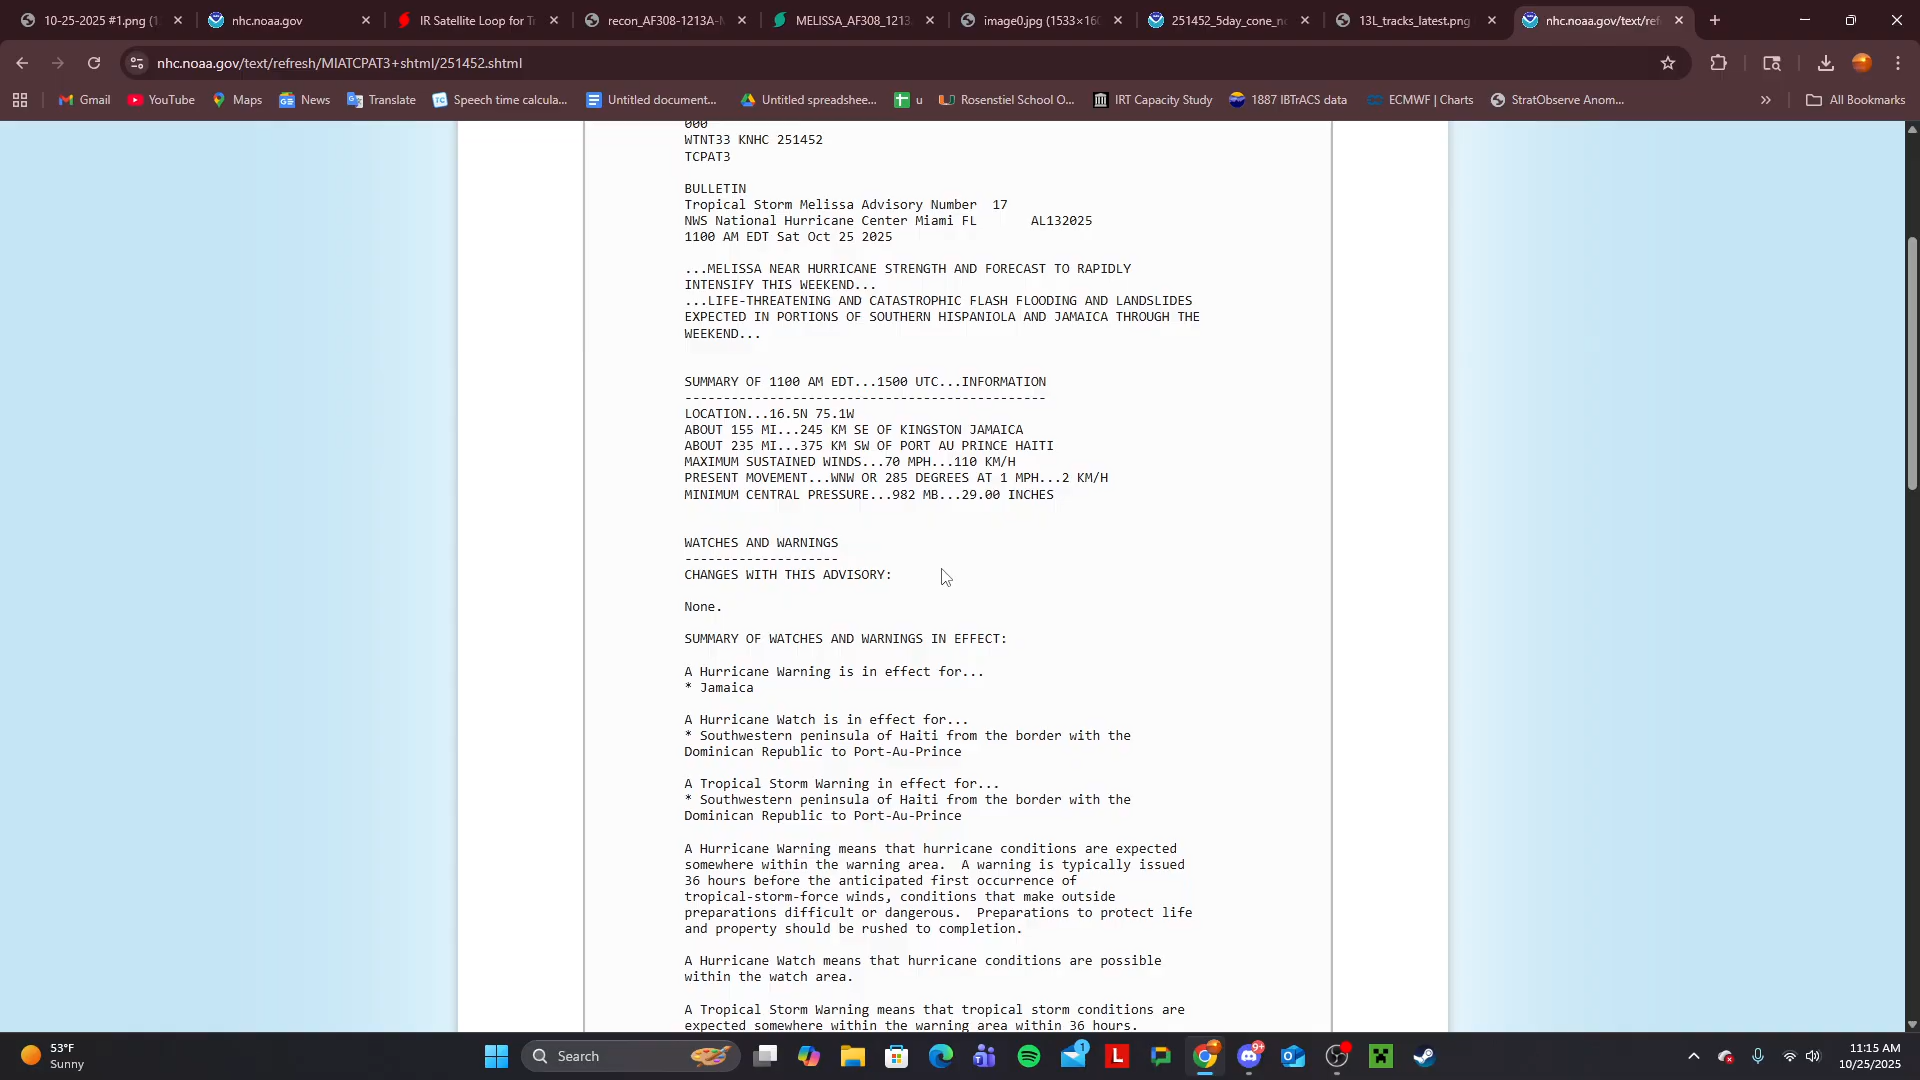 10-25-2025 #1.png (1
nhc.noaa.gov
IR Satellite Loop for T
recon_AF308-1213A-M
MELISSA_AF308_1213
image0.jpg (1533×16
251452_5day_cone_n
13L_tracks_latest.png
nhc.noaa.gov/text/ref
nhc.noaa.gov/text/refresh/MIATCPAT3+shtml/251452.shtml
Gmail
YouTube
Maps
News
Translate
Speech time calcula...
Untitled document...
Untitled spreadshee...
u
Rosenstiel School O...
IRT Capacity Study
1887 IBTrACS data
ECMWF | Charts
StratObserve Anom...
All Bookmarks
000
WTNT33 KNHC 251452
TCPAT3
BULLETIN
Tropical Storm Melissa Advisory Number  17
NWS National Hurricane Center Miami FL       AL132025
1100 AM EDT Sat Oct 25 2025
...MELISSA NEAR HURRICANE STRENGTH AND FORECAST TO RAPIDLY
INTENSIFY THIS WEEKEND...
...LIFE-THREATENING AND CATASTROPHIC FLASH FLOODING AND LANDSLIDES
EXPECTED IN PORTIONS OF SOUTHERN HISPANIOLA AND JAMAICA THROUGH THE
WEEKEND...
SUMMARY OF 1100 AM EDT...1500 UTC...INFORMATION
-----------------------------------------------
LOCATION...16.5N 75.1W
ABOUT 155 MI...245 KM SE OF KINGSTON JAMAICA
ABOUT 235 MI...375 KM SW OF PORT AU PRINCE HAITI
MAXIMUM SUSTAINED WINDS...70 MPH...110 KM/H
PRESENT MOVEMENT...WNW OR 285 DEGREES AT 1 MPH...2 KM/H
MINIMUM CENTRAL PRESSURE...982 MB...29.00 INCHES
WATCHES AND WARNINGS
--------------------
CHANGES WITH THIS ADVISORY:
None.
SUMMARY OF WATCHES AND WARNINGS IN EFFECT:
A Hurricane Warning is in effect for...
* Jamaica
A Hurricane Watch is in effect for...
* Southwestern peninsula of Haiti from the border with the
Dominican Republic to Port-Au-Prince
A Tropical Storm Warning in effect for...
* Southwestern peninsula of Haiti from the border with the
Dominican Republic to Port-Au-Prince
A Hurricane Warning means that hurricane conditions are expected
somewhere within the warning area.  A warning is typically issued
36 hours before the anticipated first occurrence of
tropical-storm-force winds, conditions that make outside
preparations difficult or dangerous.  Preparations to protect life
and property should be rushed to completion.
A Hurricane Watch means that hurricane conditions are possible
within the watch area.
A Tropical Storm Warning means that tropical storm conditions are
expected somewhere within the warning area within 36 hours.
53°F
Sunny
Search
1
L
9+
11:15 AM
10/25/2025